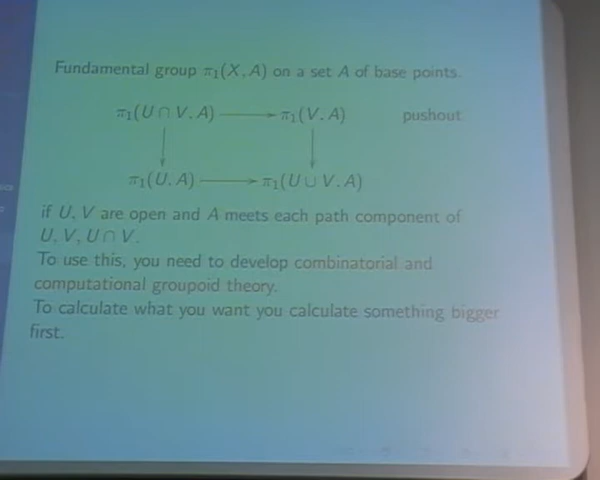 Fundamental group π₁(X, A) on a set A of base points.
π₁(U ∩ V, A) → π₁(V, A) pushout
↓ ↓
π₁(U, A) → π₁(U ∪ V, A)
if U, V are open and A meets each path component of
U, V, U ∩ V.
To use this, you need to develop combinatorial and
computational groupoid theory.
To calculate what you want you calculate something bigger
first.